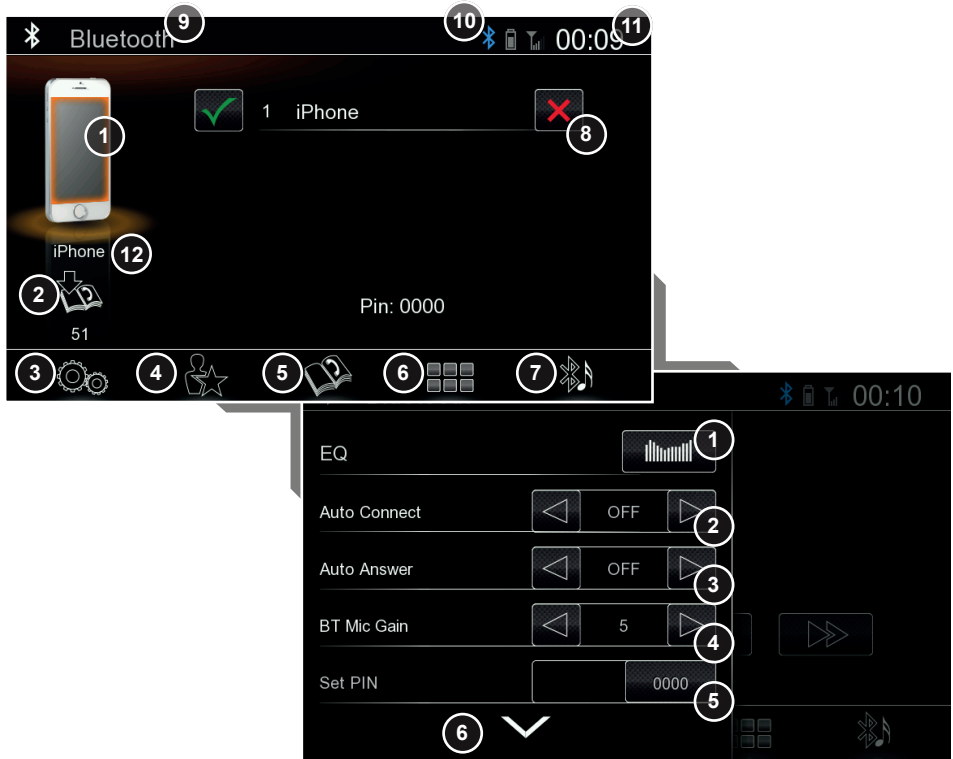 9 10 11
Bluetooth 00:09
1 1 iPhone
8
iPhone 12
2
Pin: 0000
51
3 4 5 6 7
00:10
EQ 1
Auto Connect OFF
2
Auto Answer OFF
3
BT Mic Gain 5
4
Set PIN 0000
5
6